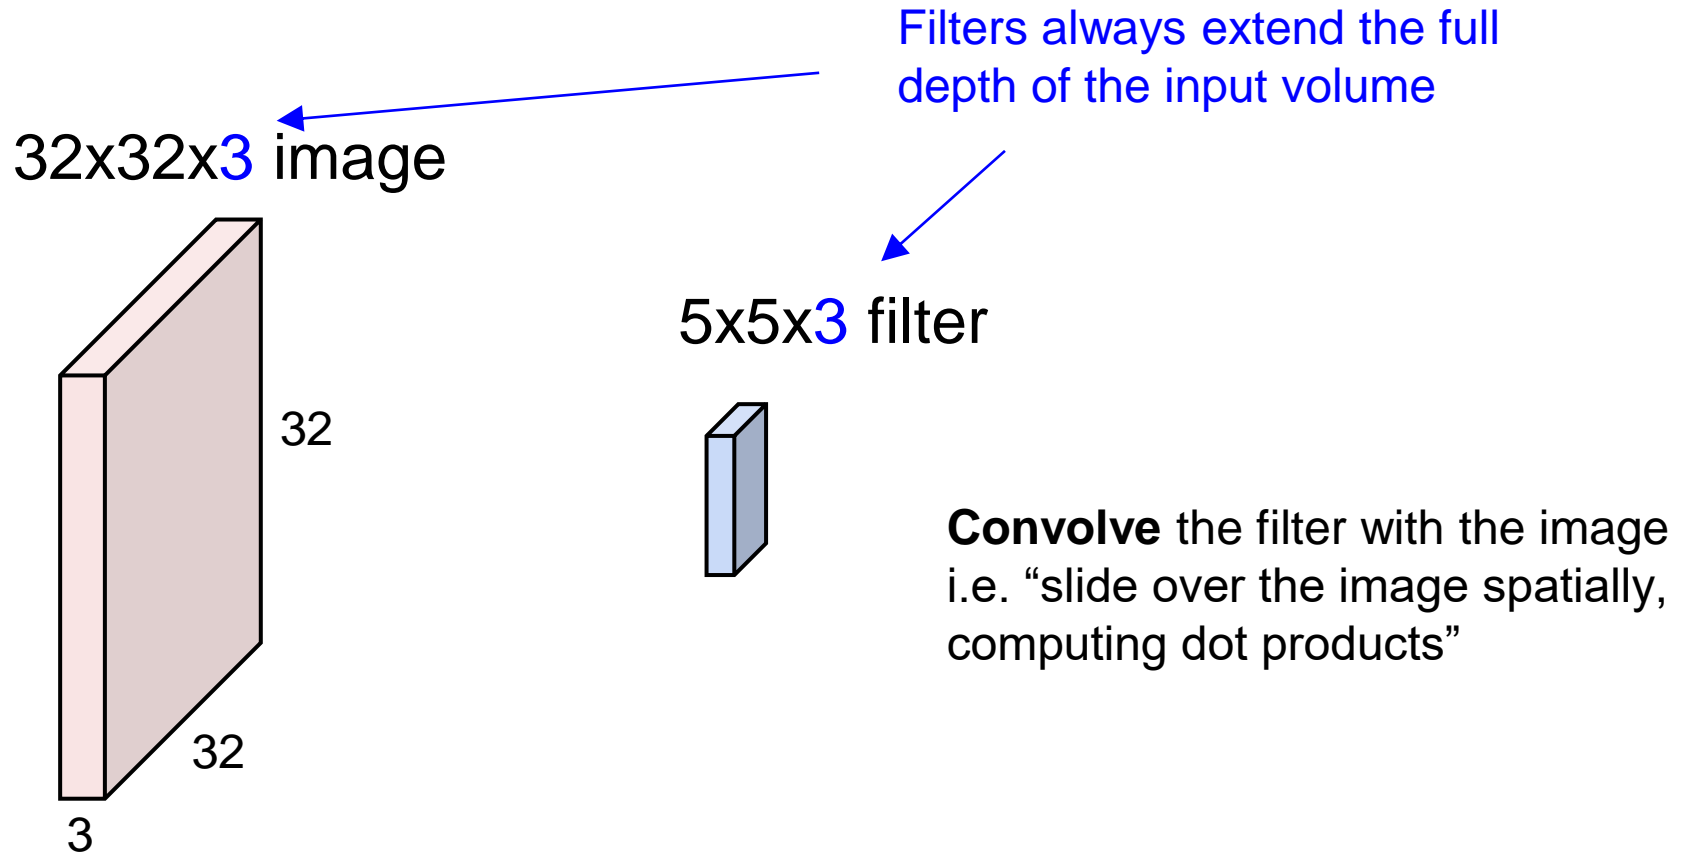 Filters always extend the full
depth of the input volume
32x32x3 image
5x5x3 filter
32
32
3
Convolve the filter with the image
i.e. “slide over the image spatially,
computing dot products”